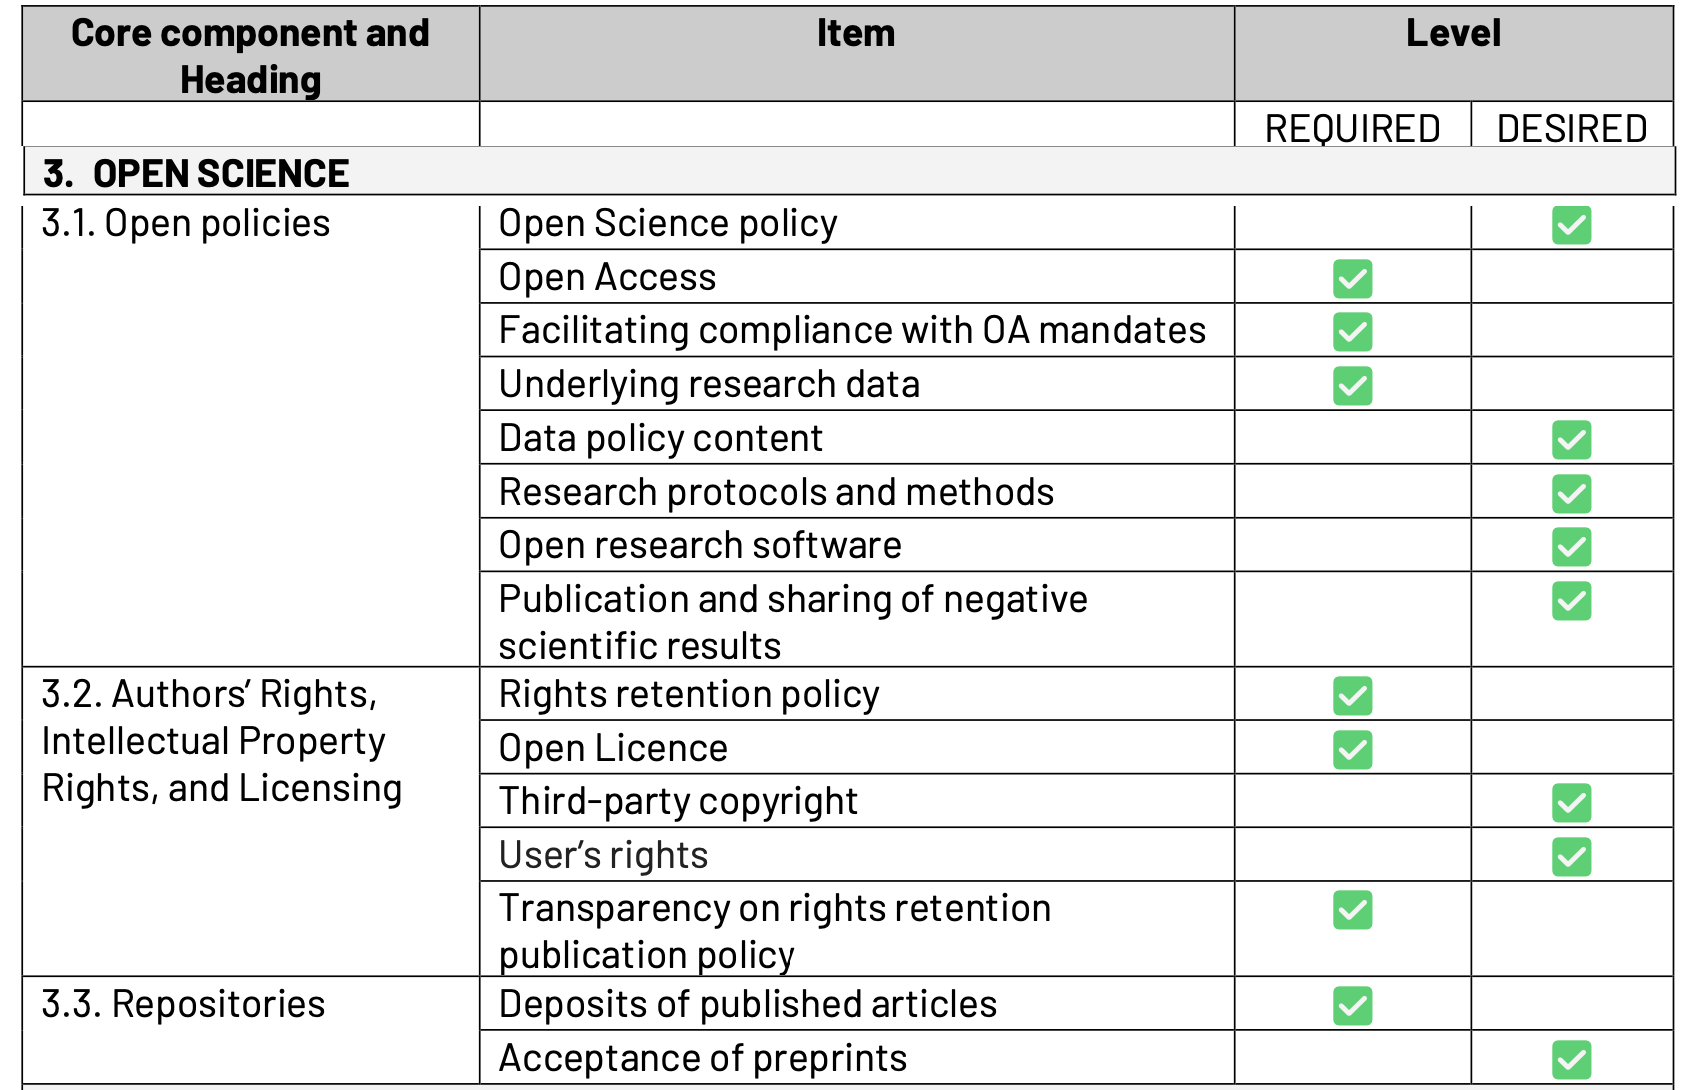 Core component and
Heading
Item
Level
REQUIRED
DESIRED
3. OPEN SCIENCE
3.1. Open policies
Open Science policy
Open Access
Facilitating compliance with OA mandates
Underlying research data
Data policy content
Research protocols and methods
Open research software
Publication and sharing of negative
scientific results
3.2. Authors’ Rights,
Intellectual Property
Rights, and Licensing
Rights retention policy
Open Licence
Third-party copyright
User’s rights
Transparency on rights retention
publication policy
3.3. Repositories
Deposits of published articles
Acceptance of preprints